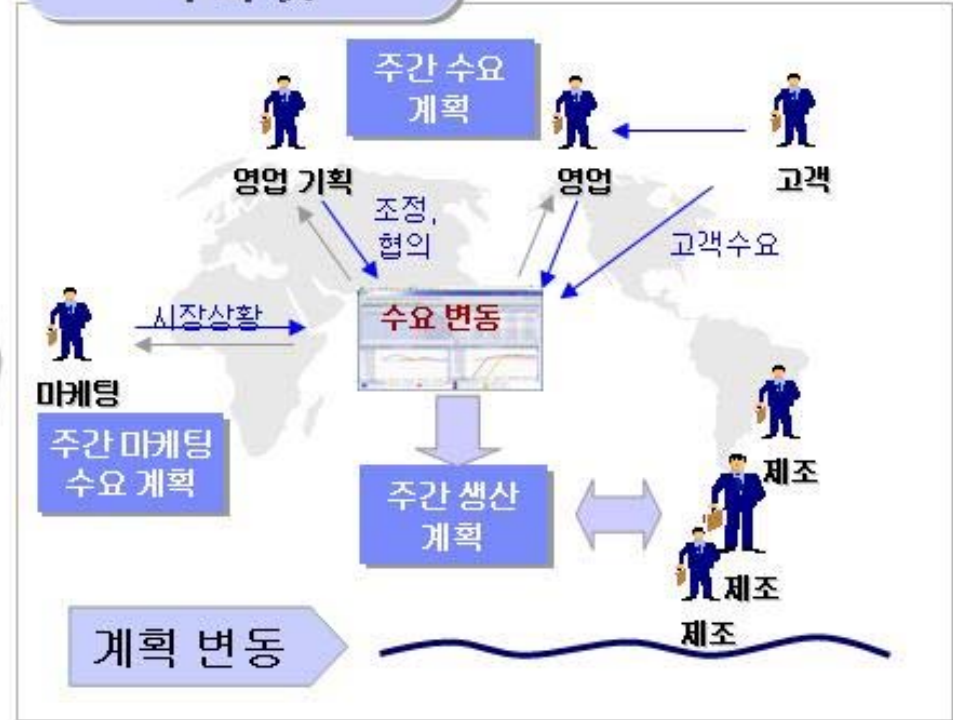 주간 수요
계획
영업 기획
영업
고객
조정,
협의
고객수요
시장상황
수요 변동
마케팅
주간 마케팅
수요 계획
주간 생산
계획
제조
제조
제조
계획 변동